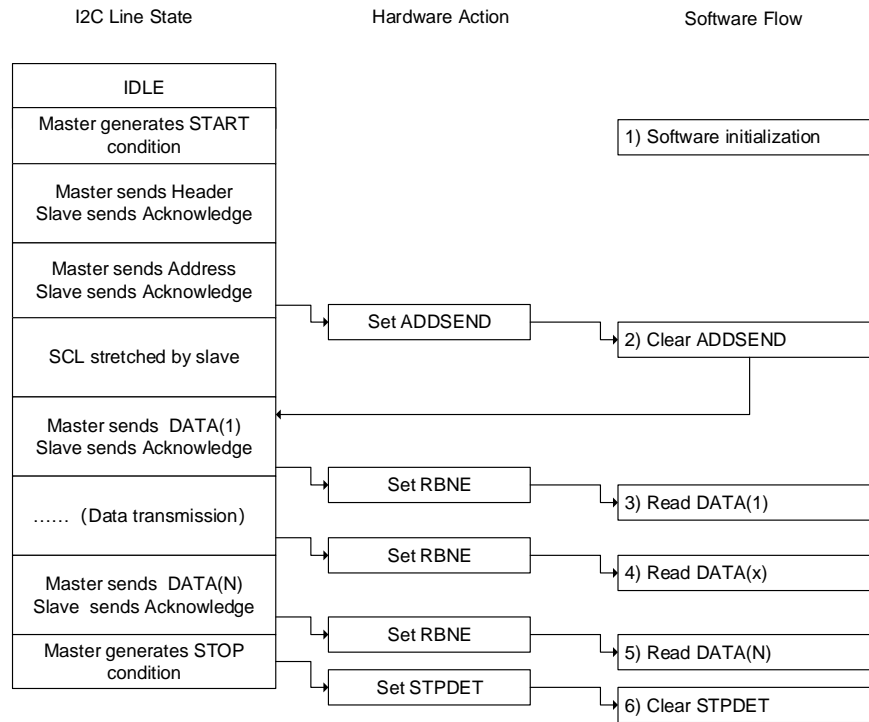 I2C Line State
Hardware Action
Software Flow
IDLE
Master generates START
condition
1) Software initialization
Master sends Header
Slave sends Acknowledge
Master sends Address
Slave sends Acknowledge
Set ADDSEND
2) Clear ADDSEND
SCL stretched by slave
Master sends DATA(1)
Slave sends Acknowledge
Set RBNE
3) Read DATA(1)
…… (Data transmission)
Set RBNE
4) Read DATA(x)
Master sends DATA(N)
Slave sends Acknowledge
Set RBNE
5) Read DATA(N)
Master generates STOP
condition
Set STPDET
6) Clear STPDET